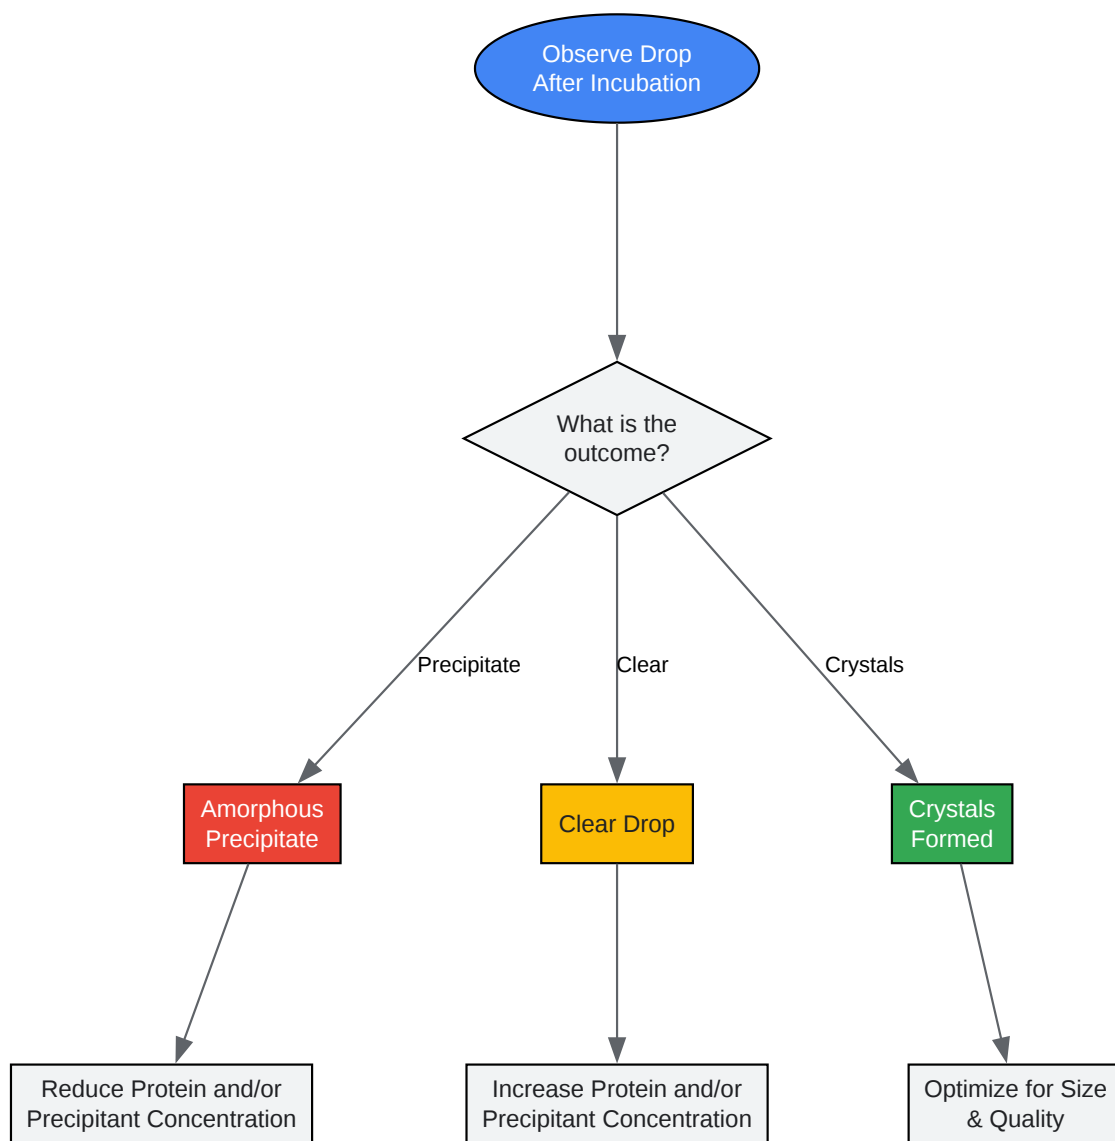 Observe Drop
After Incubation
What is the
outcome?
Precipitate
Clear
Crystals
Amorphous
Precipitate
Clear Drop
Crystals
Formed
Reduce Protein and/or
Precipitant Concentration
Increase Protein and/or
Precipitant Concentration
Optimize for Size
& Quality